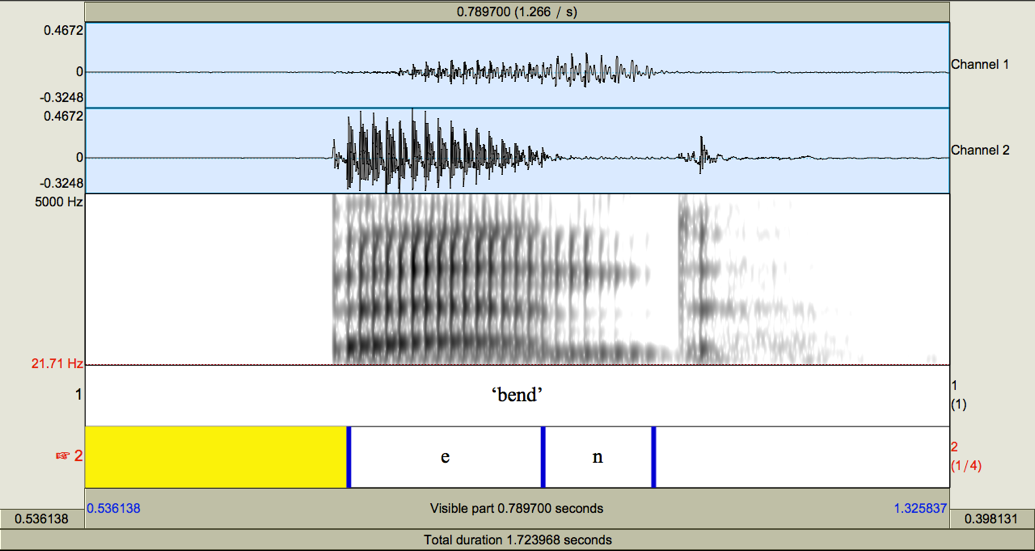 0.789700 (1.266 / s)
0.4672
0
-0.3248
Channel 1
0.4672
0
-0.3248
Channel 2
5000 Hz
21.71 Hz
1
‘bend’
1
(1)
☞ 2
e
n
2
(1/4)
0.536138
Visible part 0.789700 seconds
1.325837
0.536138
0.398131
Total duration 1.723968 seconds